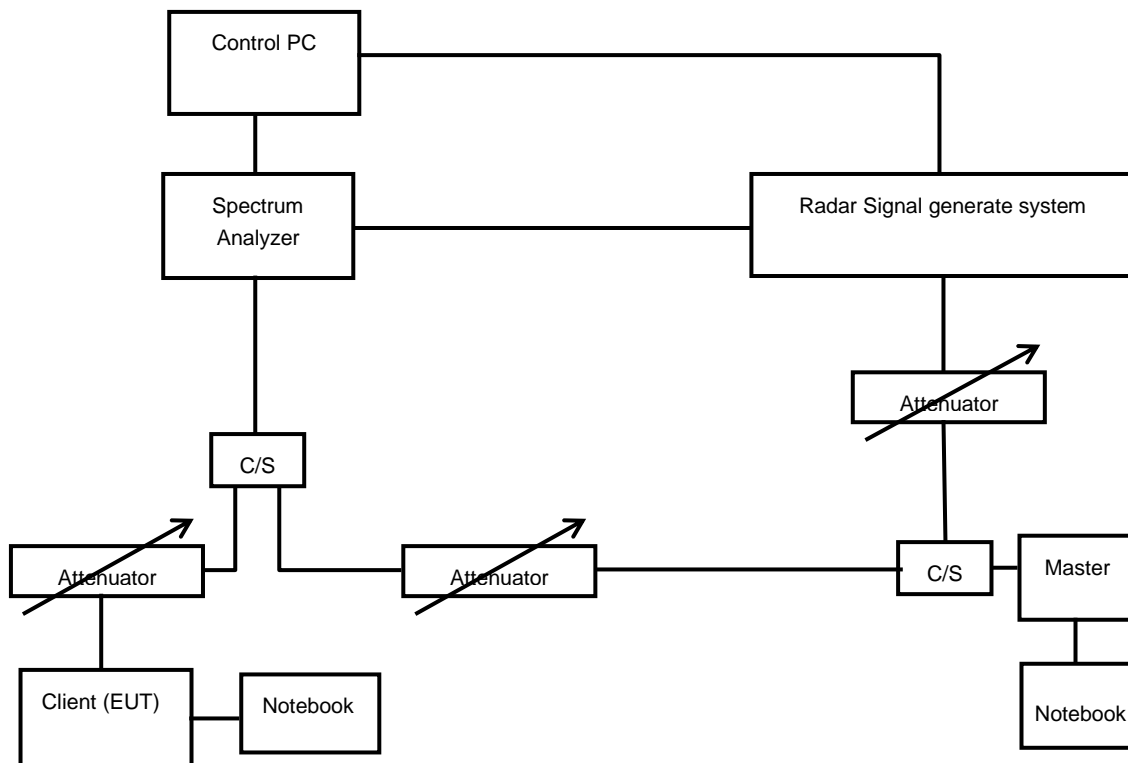 Control PC
Spectrum
Analyzer
Radar Signal generate system
Attenuator
C/S
Attenuator
Attenuator
C/S
Master
Client (EUT)
Notebook
Notebook